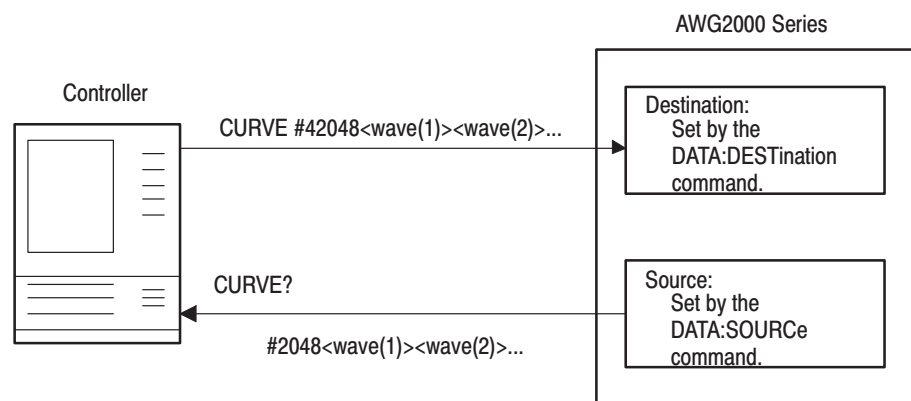 AWG2000 Series
Controller
CURVE #42048<wave(1)><wave(2)>...
Destination:
Set by the
DATA:DESTination
command.
CURVE?
#2048<wave(1)><wave(2)>...
Source:
Set by the
DATA:SOURCe
command.